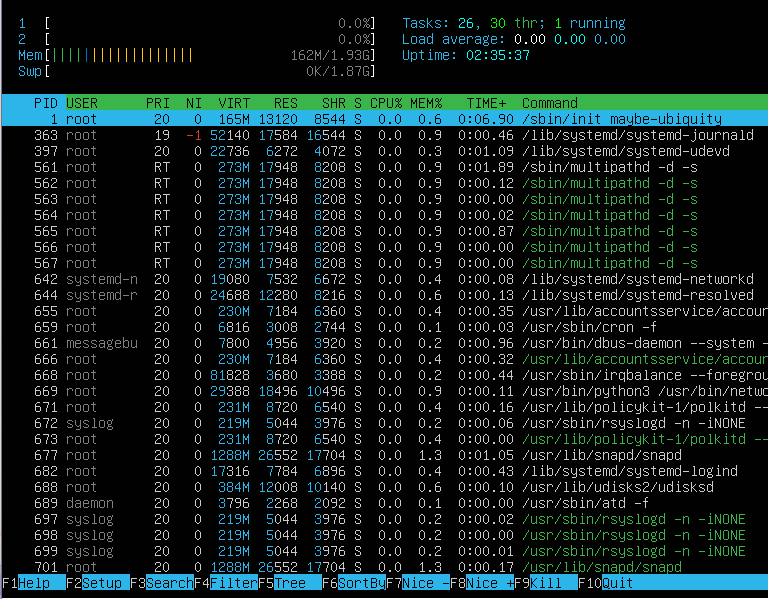 1 [ 0.0%] Tasks: 26, 30 thr; 1 running
2 [ 0.0%] Load average: 0.00 0.00 0.00
Mem[||||||||||||||||||| 162M/1.93G] Uptime: 02:35:37
Swp[ 0K/1.87G]
PID USER PRI NI VIRT RES SHR S CPU% MEM% TIME+ Command
1 root 20 0 165M 13120 8544 S 0.0 0.6 0:06.90 /sbin/init maybe-ubiquity
363 root 19 -1 52140 17584 16544 S 0.0 0.9 0:00.46 /lib/systemd/systemd-journald
397 root 20 0 22736 6272 4072 S 0.0 0.3 0:01.09 /lib/systemd/systemd-udevd
561 root RT 0 273M 17948 8208 S 0.0 0.9 0:01.89 /sbin/multipathd -d -s
562 root RT 0 273M 17948 8208 S 0.0 0.9 0:00.12 /sbin/multipathd -d -s
563 root RT 0 273M 17948 8208 S 0.0 0.9 0:00.00 /sbin/multipathd -d -s
564 root RT 0 273M 17948 8208 S 0.0 0.9 0:00.02 /sbin/multipathd -d -s
565 root RT 0 273M 17948 8208 S 0.0 0.9 0:00.87 /sbin/multipathd -d -s
566 root RT 0 273M 17948 8208 S 0.0 0.9 0:00.00 /sbin/multipathd -d -s
567 root RT 0 273M 17948 8208 S 0.0 0.9 0:00.00 /sbin/multipathd -d -s
642 systemd-n 20 0 19080 7532 6672 S 0.0 0.4 0:00.08 /lib/systemd/systemd-networkd
644 systemd-r 20 0 24688 12280 8216 S 0.0 0.6 0:00.13 /lib/systemd/systemd-resolved
655 root 20 0 230M 7184 6360 S 0.0 0.4 0:00.35 /usr/lib/accountsservice/accoun
659 root 20 0 6816 3008 2744 S 0.0 0.1 0:00.03 /usr/sbin/cron -f
661 messagebu 20 0 7800 4956 3920 S 0.0 0.2 0:00.96 /usr/bin/dbus-daemon --system -
666 root 20 0 230M 7184 6360 S 0.0 0.4 0:00.32 /usr/lib/accountsservice/accoun
668 root 20 0 81828 3680 3388 S 0.0 0.2 0:00.44 /usr/sbin/irqbalance --foregrou
669 root 20 0 29388 18496 10496 S 0.0 0.9 0:00.11 /usr/bin/python3 /usr/bin/netwo
671 root 20 0 231M 8720 6540 S 0.0 0.4 0:00.16 /usr/lib/policykit-1/polkitd --
672 syslog 20 0 219M 5044 3976 S 0.0 0.2 0:00.06 /usr/sbin/rsyslogd -n -iNONE
673 root 20 0 231M 8720 6540 S 0.0 0.4 0:00.00 /usr/lib/policykit-1/polkitd --
677 root 20 0 1288M 26552 17704 S 0.0 1.3 0:01.05 /usr/lib/snapd/snapd
682 root 20 0 17316 7784 6896 S 0.0 0.4 0:00.43 /lib/systemd/systemd-logind
688 root 20 0 384M 12008 10140 S 0.0 0.6 0:00.10 /usr/lib/udisks2/udisksd
689 daemon 20 0 3796 2268 2092 S 0.0 0.1 0:00.00 /usr/sbin/atd -f
697 syslog 20 0 219M 5044 3976 S 0.0 0.2 0:00.02 /usr/sbin/rsyslogd -n -iNONE
698 syslog 20 0 219M 5044 3976 S 0.0 0.2 0:00.00 /usr/sbin/rsyslogd -n -iNONE
699 syslog 20 0 219M 5044 3976 S 0.0 0.2 0:00.01 /usr/sbin/rsyslogd -n -iNONE
701 root 20 0 1288M 26552 17704 S 0.0 1.3 0:00.17 /usr/lib/snapd/snapd
F1Help F2Setup F3SearchF4FilterF5Tree F6SortByF7Nice -F8Nice +F9Kill F10Quit